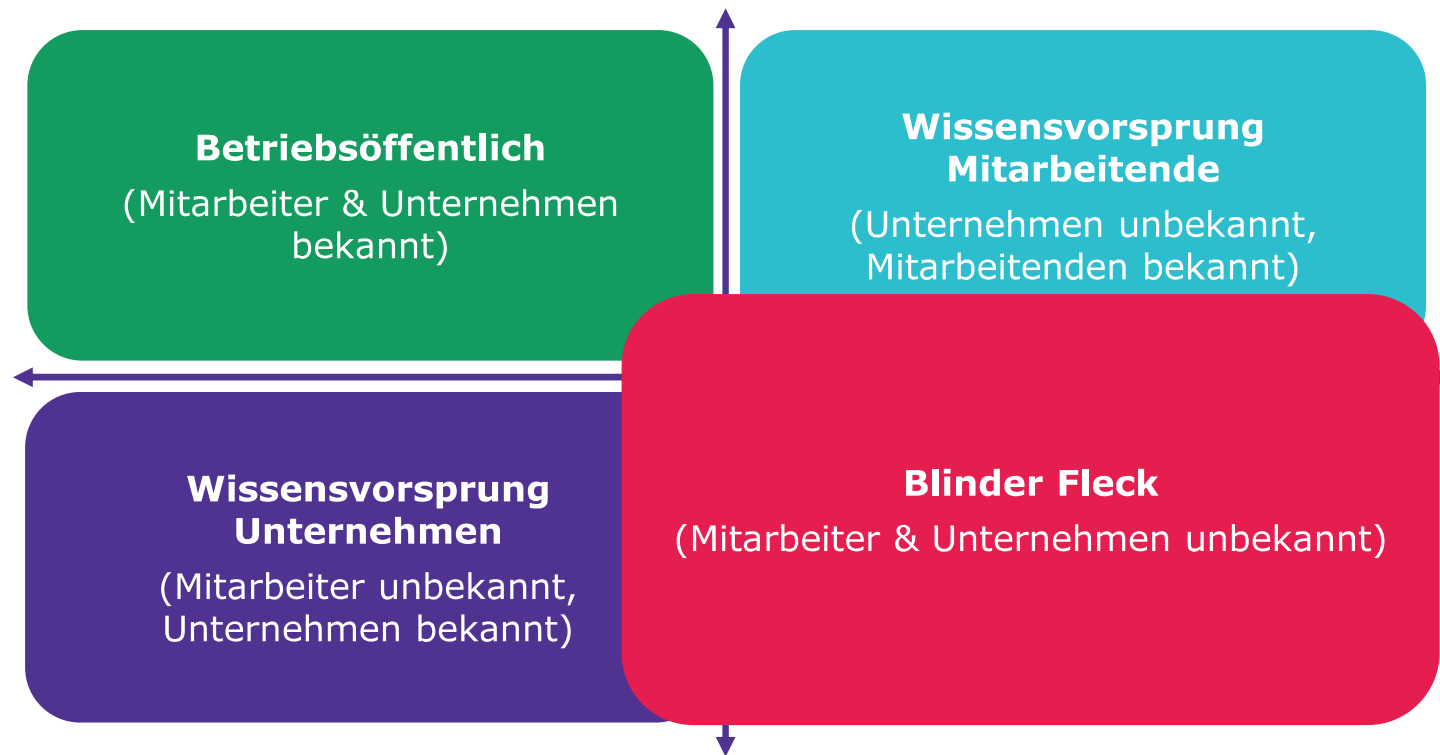 Betriebsöffentlich
(Mitarbeiter & Unternehmen
bekannt)
Wissensvorsprung
Mitarbeitende
(Unternehmen unbekannt,
Mitarbeitenden bekannt)
Wissensvorsprung
Unternehmen
(Mitarbeiter unbekannt,
Unternehmen bekannt)
Blinder Fleck
(Mitarbeiter & Unternehmen unbekannt)